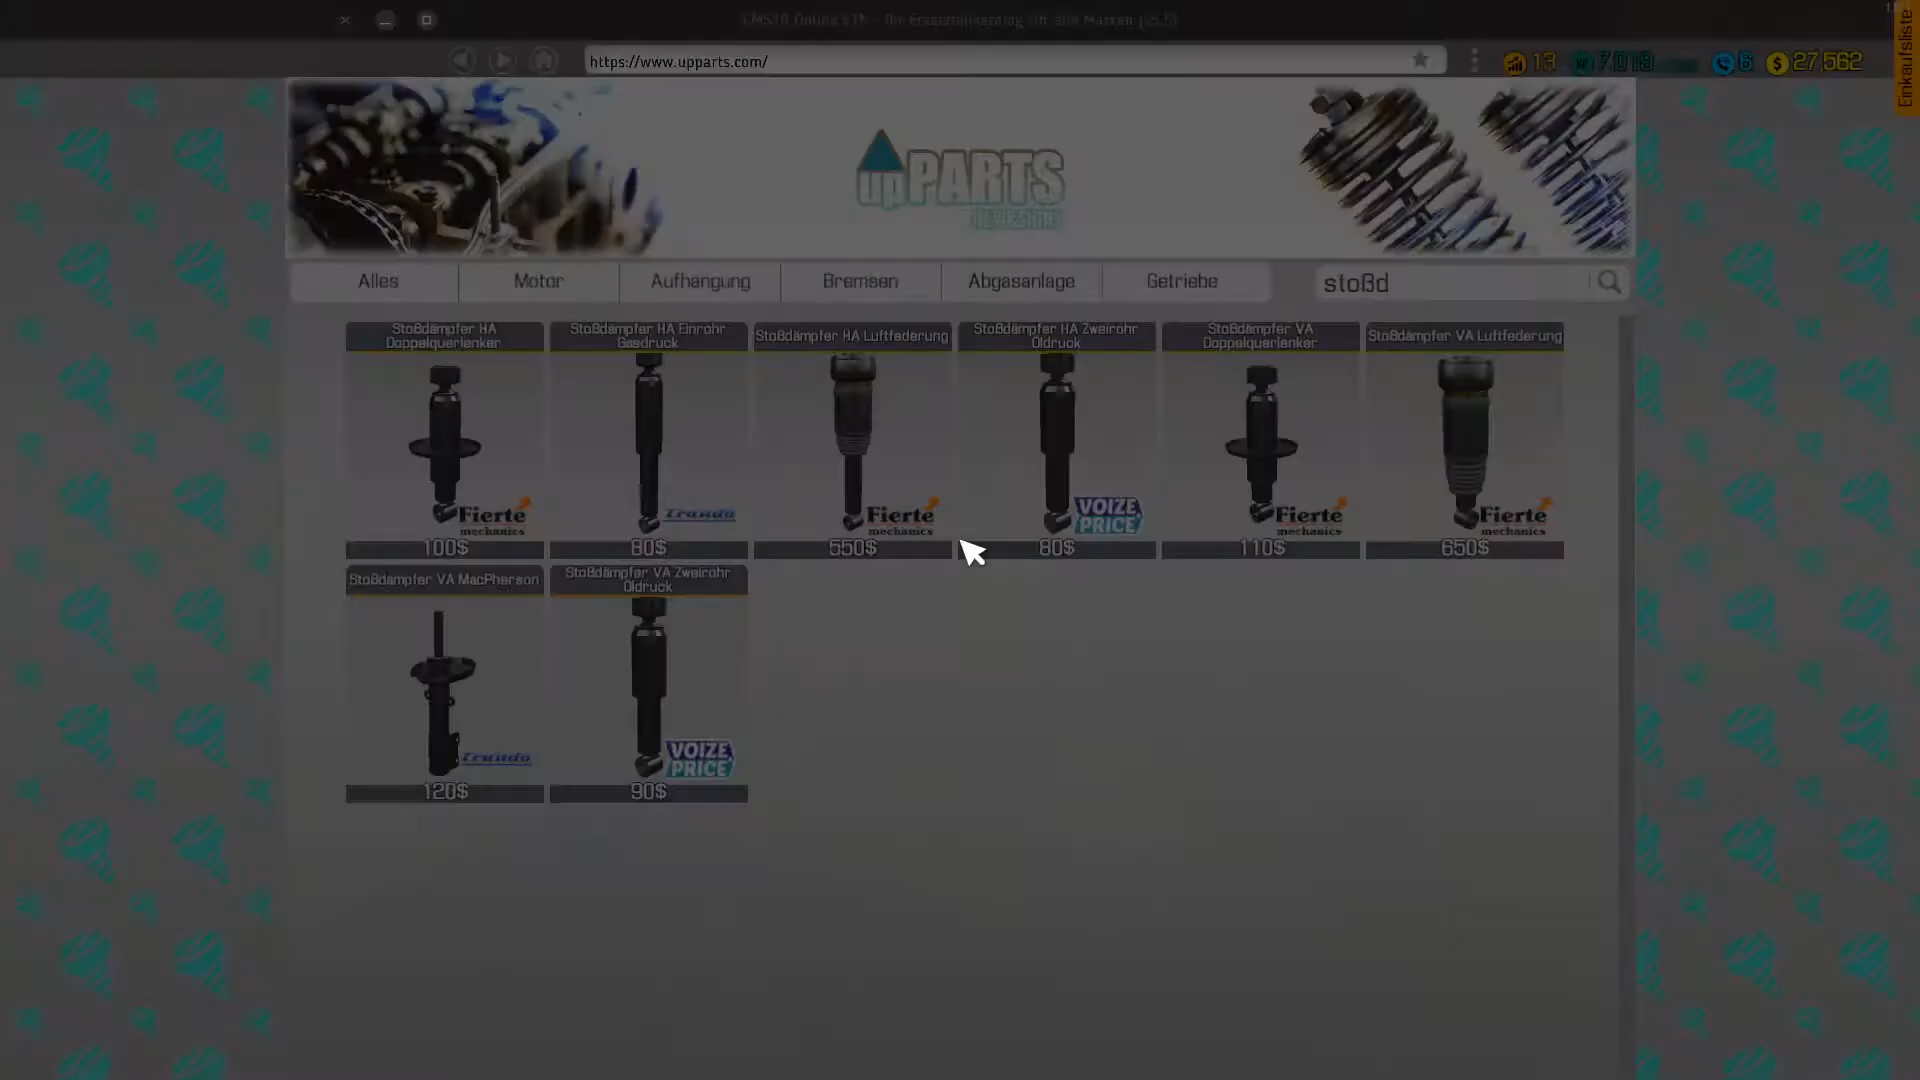 https://www.upparts.com/
13
6
27,562
Einkaufsliste
upPARTS
Alles
Motor
Aufhängung
Bremsen
Abgasanlage
Getriebe
stoßd
Stoßdämpfer HA
Doppelquerlenker
Stoßdämpfer HA Einrohr
Gasdruck
Stoßdämpfer HA Luftfederung
Stoßdämpfer HA Zweirohr
Öldruck
Stoßdämpfer VA
Doppelquerlenker
Stoßdämpfer VA Luftfederung
Fierte
mechanics
Fierte
mechanics
VOIZE
PRICE
Fierte
mechanics
Fierte
mechanics
100$
80$
550$
80$
110$
650$
Stoßdämpfer VA MacPherson
Stoßdämpfer VA Zweirohr
Öldruck
VOIZE
PRICE
120$
90$